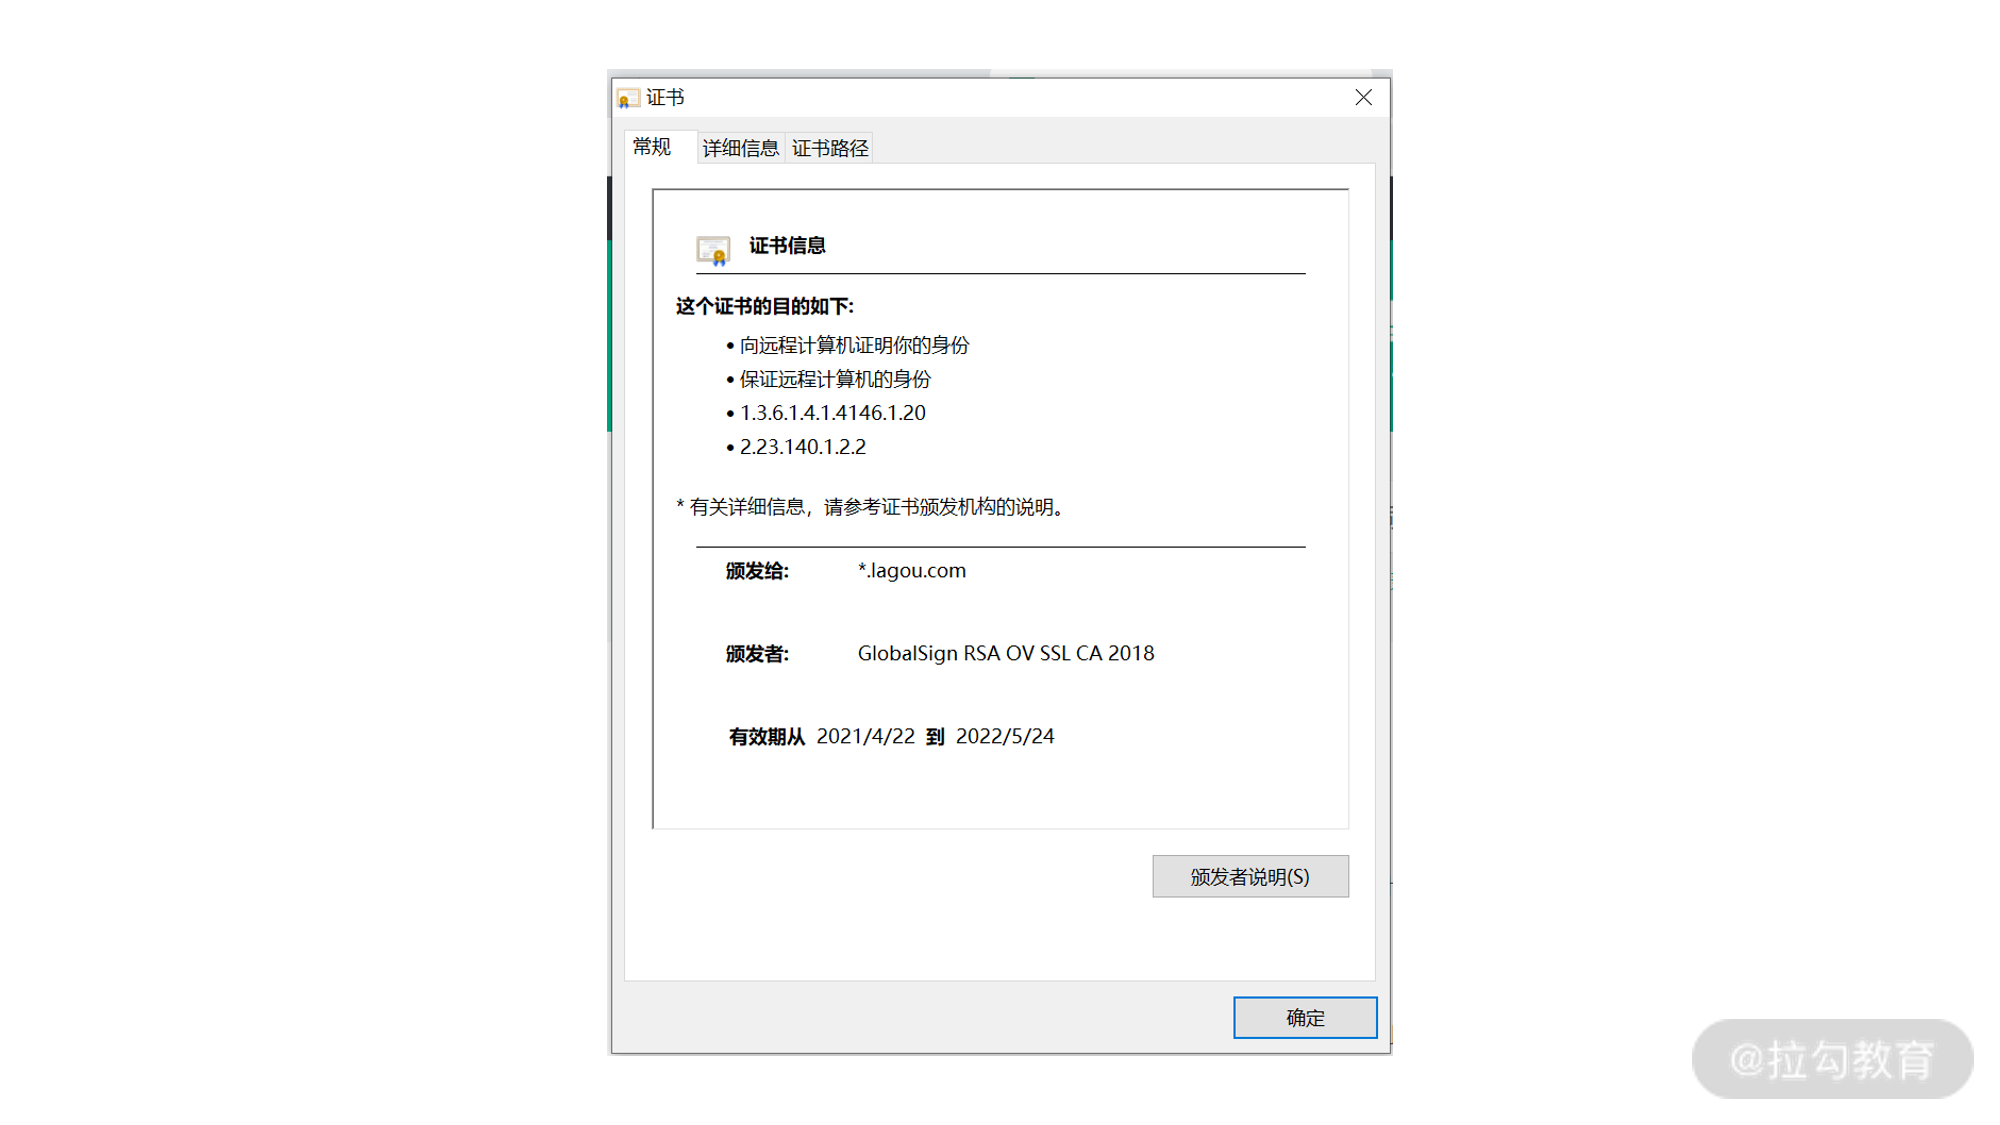 证书
常规 详细信息 证书路径
证书信息
这个证书的目的如下:
• 向远程计算机证明你的身份
• 保证远程计算机的身份
• 1.3.6.1.4.1.4146.1.20
• 2.23.140.1.2.2
* 有关详细信息，请参考证书颁发机构的说明。
颁发给: *.lagou.com
颁发者: GlobalSign RSA OV SSL CA 2018
有效期从 2021/4/22 到 2022/5/24
颁发者说明(S)
确定
@拉勾教育